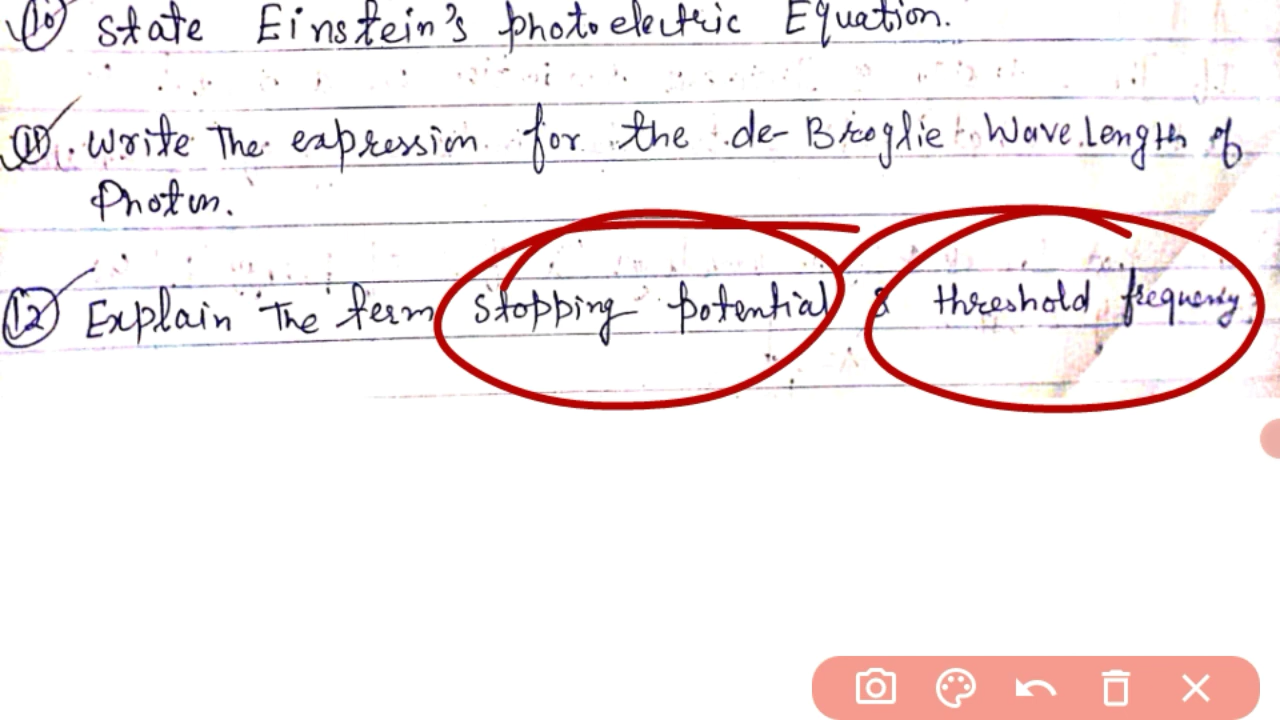 (10) State Einstein's photoelectric Equation.
(11). Write The expression for the de-Broglie Wave Length of
Photon.
(12) Explain The term stopping potential & threshold frequency